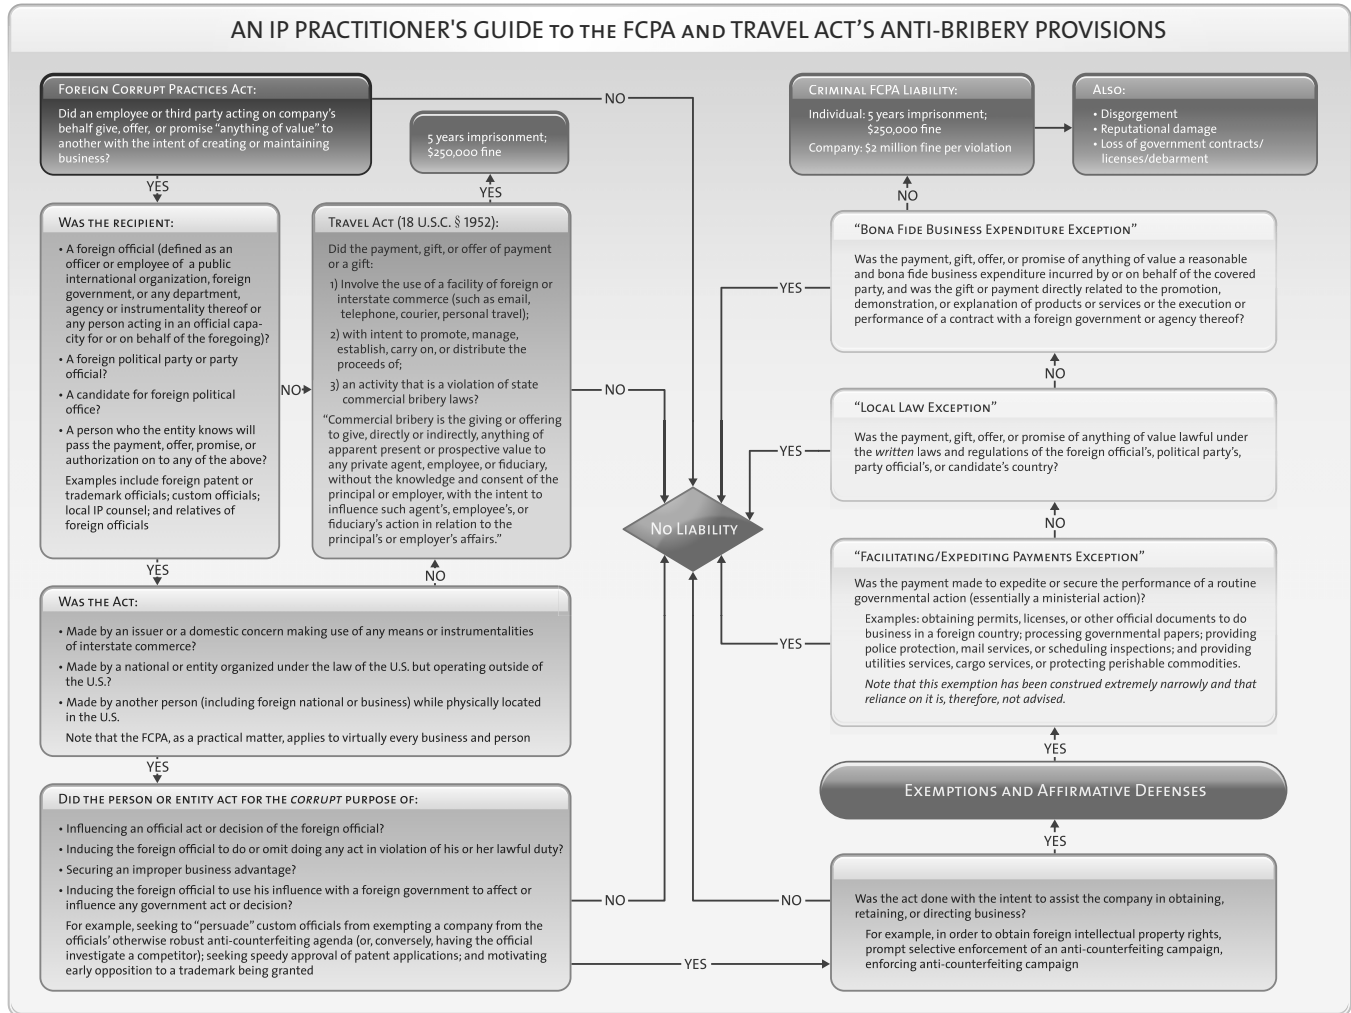 AN IP PRACTITIONER'S GUIDE TO THE FCPA AND TRAVEL ACT'S ANTI-BRIBERY PROVISIONS
FOREIGN CORRUPT PRACTICES ACT:
Did an employee or third party acting on company's
behalf give, offer, or promise "anything of value" to
another with the intent of creating or maintaining
business?
NO
YES
5 years imprisonment;
$250,000 fine
YES
WAS THE RECIPIENT:
• A foreign official (defined as an
officer or employee of a public
international organization, foreign
government, or any department,
agency or instrumentality thereof or
any person acting in an official capa-
city for or on behalf of the foregoing)?
• A foreign political party or party
official?
• A candidate for foreign political
office?
• A person who the entity knows will
pass the payment, offer, promise, or
authorization on to any of the above?
Examples include foreign patent or
trademark officials; custom officials;
local IP counsel; and relatives of
foreign officials
NO
YES
TRAVEL ACT (18 U.S.C. § 1952):
Did the payment, gift, or offer of payment
or a gift:
1) Involve the use of a facility of foreign or
interstate commerce (such as email,
telephone, courier, personal travel);
2) with intent to promote, manage,
establish, carry on, or distribute the
proceeds of;
3) an activity that is a violation of state
commercial bribery laws?
"Commercial bribery is the giving or offering
to give, directly or indirectly, anything of
apparent present or prospective value to
any private agent, employee, or fiduciary,
without the knowledge and consent of the
principal or employer, with the intent to
influence such agent's, employee's, or
fiduciary's action in relation to the
principal's or employer's affairs."
NO
NO
WAS THE ACT:
• Made by an issuer or a domestic concern making use of any means or instrumentalities
of interstate commerce?
• Made by a national or entity organized under the law of the U.S. but operating outside of
the U.S.?
• Made by another person (including foreign national or business) while physically located
in the U.S.
Note that the FCPA, as a practical matter, applies to virtually every business and person
YES
DID THE PERSON OR ENTITY ACT FOR THE CORRUPT PURPOSE OF:
• Influencing an official act or decision of the foreign official?
• Inducing the foreign official to do or omit doing any act in violation of his or her lawful duty?
• Securing an improper business advantage?
• Inducing the foreign official to use his influence with a foreign government to affect or
influence any government act or decision?
For example, seeking to "persuade" custom officials from exempting a company from the
officials' otherwise robust anti-counterfeiting agenda (or, conversely, having the official
investigate a competitor); seeking speedy approval of patent applications; and motivating
early opposition to a trademark being granted
NO
YES
NO LIABILITY
CRIMINAL FCPA LIABILITY:
Individual: 5 years imprisonment;
$250,000 fine
Company: $2 million fine per violation
ALSO:
• Disgorgement
• Reputational damage
• Loss of government contracts/
licenses/debarment
NO
"BONA FIDE BUSINESS EXPENDITURE EXCEPTION"
Was the payment, gift, offer, or promise of anything of value a reasonable
and bona fide business expenditure incurred by or on behalf of the covered
party, and was the gift or payment directly related to the promotion,
demonstration, or explanation of products or services or the execution or
performance of a contract with a foreign government or agency thereof?
YES
NO
"LOCAL LAW EXCEPTION"
Was the payment, gift, offer, or promise of anything of value lawful under
the written laws and regulations of the foreign official's, political party's,
party official's, or candidate's country?
YES
NO
"FACILITATING/EXPEDITING PAYMENTS EXCEPTION"
Was the payment made to expedite or secure the performance of a routine
governmental action (essentially a ministerial action)?
Examples: obtaining permits, licenses, or other official documents to do
business in a foreign country; processing governmental papers; providing
police protection, mail services, or scheduling inspections; and providing
utilities services, cargo services, or protecting perishable commodities.
Note that this exemption has been construed extremely narrowly and that
reliance on it is, therefore, not advised.
YES
YES
EXEMPTIONS AND AFFIRMATIVE DEFENSES
YES
Was the act done with the intent to assist the company in obtaining,
retaining, or directing business?
For example, in order to obtain foreign intellectual property rights,
prompt selective enforcement of an anti-counterfeiting campaign,
enforcing anti-counterfeiting campaign
NO